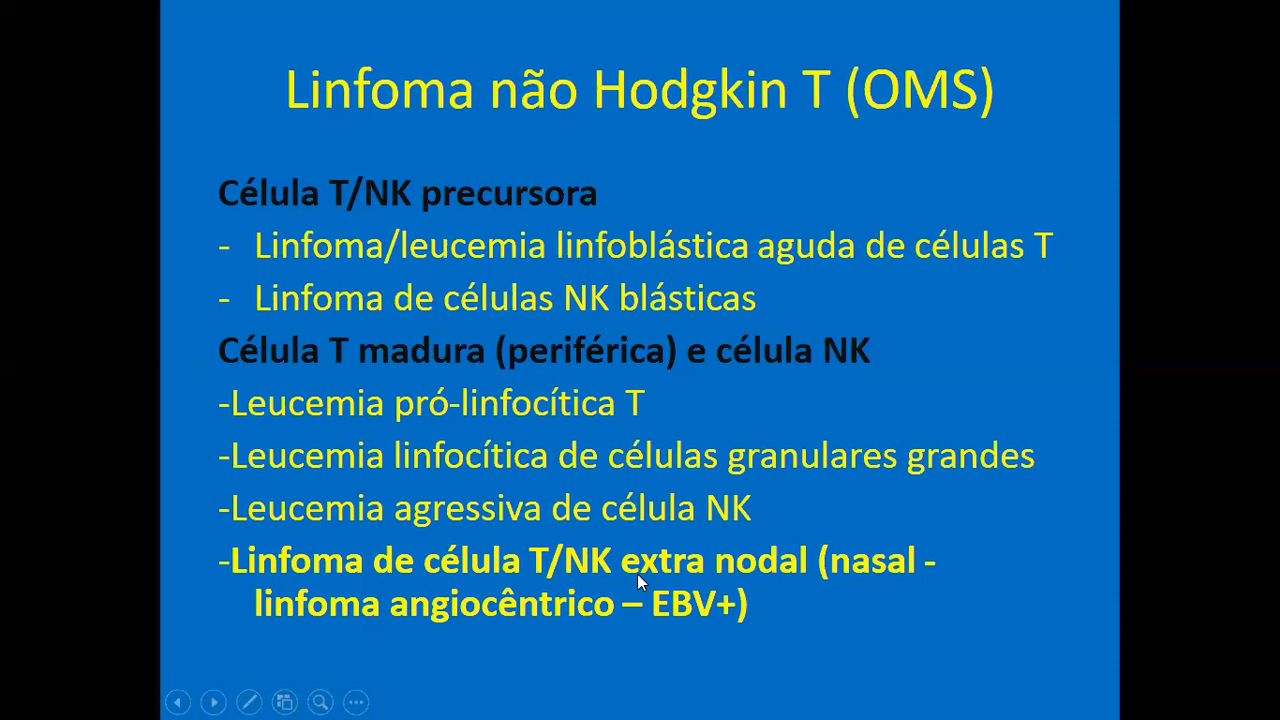 Linfoma não Hodgkin T (OMS)
Célula T/NK precursora
- Linfoma/leucemia linfoblástica aguda de células T
- Linfoma de células NK blásticas
Célula T madura (periférica) e célula NK
-Leucemia pró-linfocítica T
-Leucemia linfocítica de células granulares grandes
-Leucemia agressiva de célula NK
-Linfoma de célula T/NK extra nodal (nasal -
linfoma angiocêntrico – EBV+)